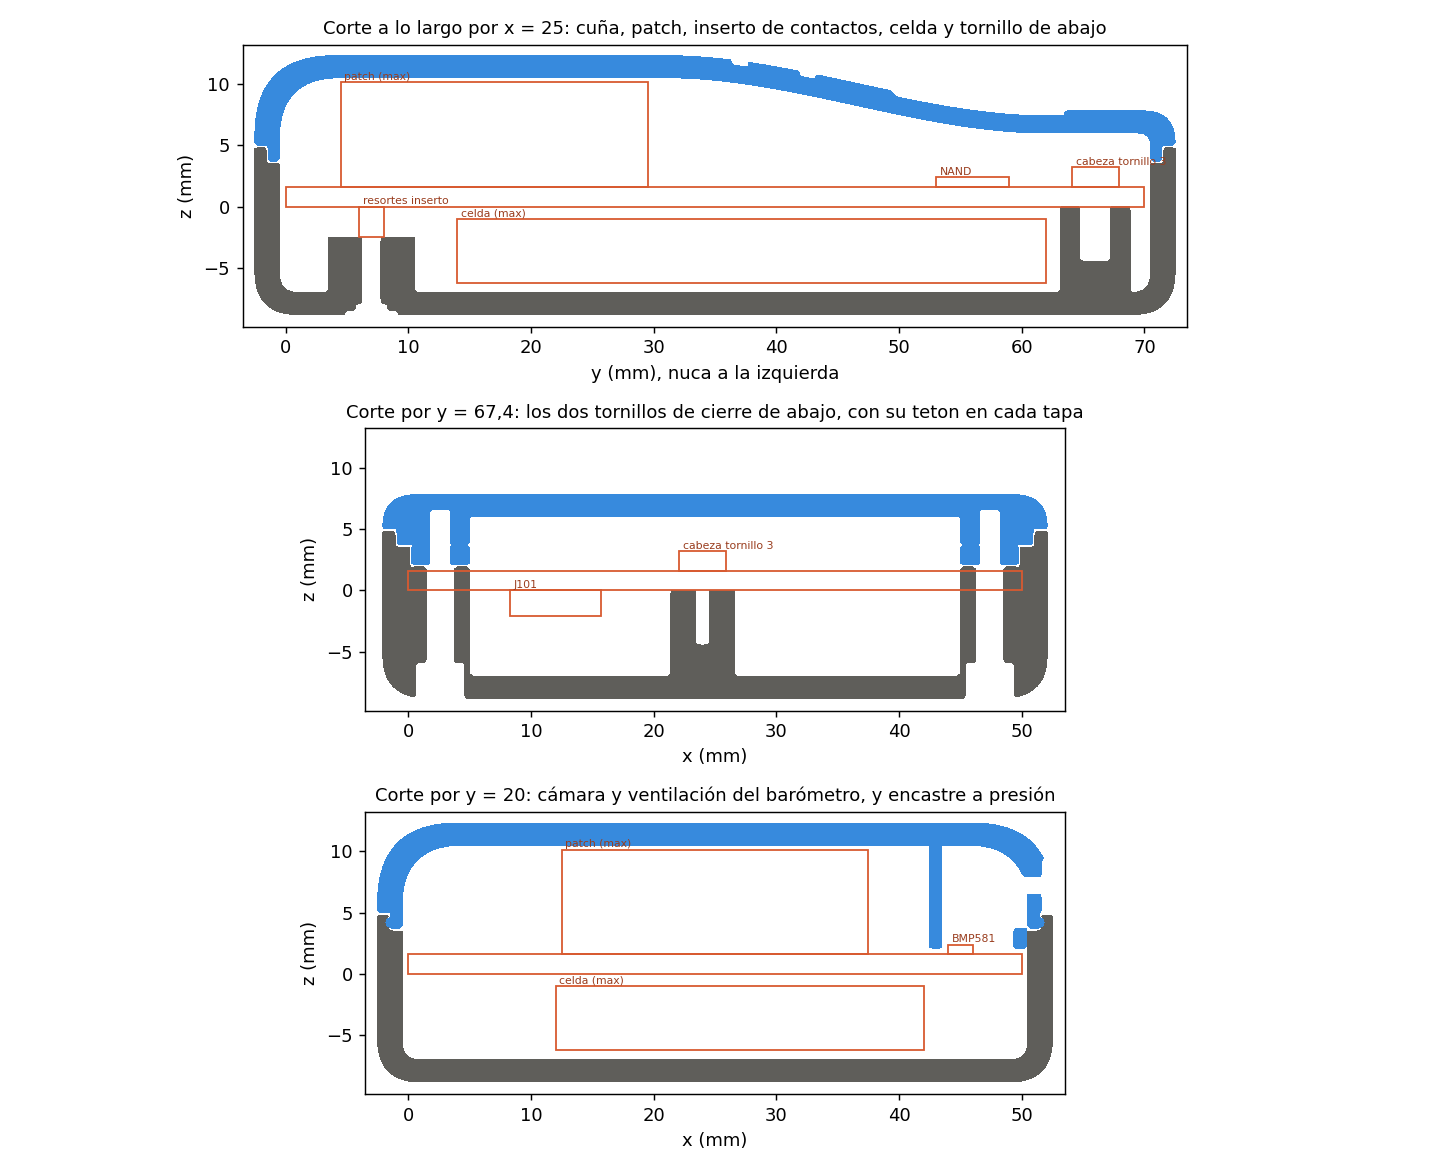 Corte a lo largo por x = 25: cuña, patch, inserto de contactos, celda y tornillo de abajo
10
5
0
−5
z (mm)
patch (max)
resortes inserto
celda (max)
NAND
cabeza tornillo 3
0 10 20 30 40 50 60 70
y (mm), nuca a la izquierda
Corte por y = 67,4: los dos tornillos de cierre de abajo, con su teton en cada tapa
10
5
0
−5
z (mm)
cabeza tornillo 3
J101
0 10 20 30 40 50
x (mm)
Corte por y = 20: cámara y ventilación del barómetro, y encastre a presión
10
5
0
−5
z (mm)
patch (max)
BMP581
celda (max)
0 10 20 30 40 50
x (mm)